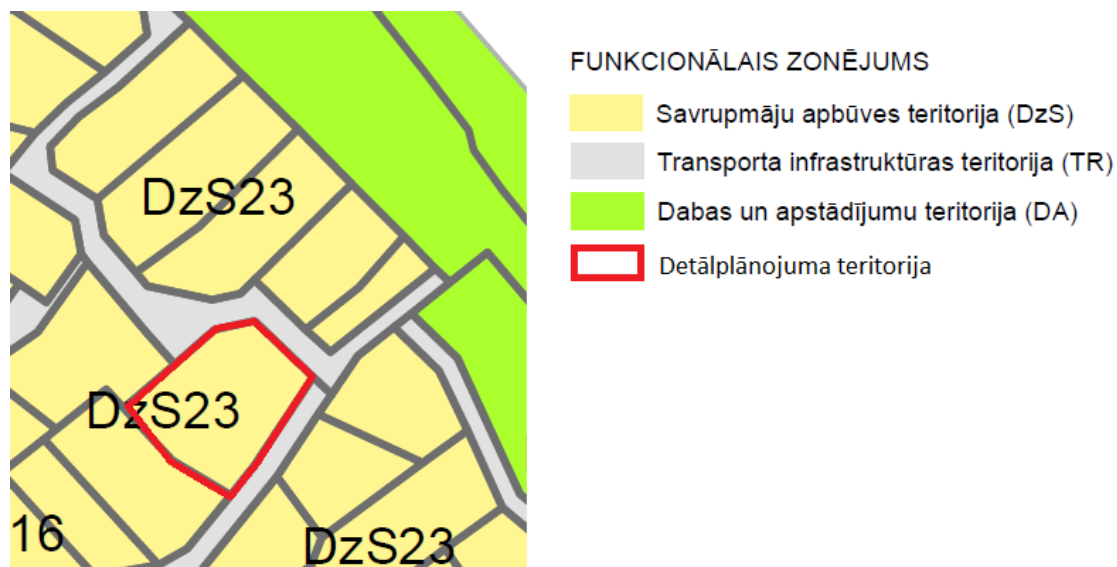 DzS23
DzS23
16
DzS23
FUNKCIONĀLAIS ZONĒJUMS
Savrupmāju apbūves teritorija (DzS)
Transporta infrastruktūras teritorija (TR)
Dabas un apstādījumu teritorija (DA)
Detālplānojuma teritorija